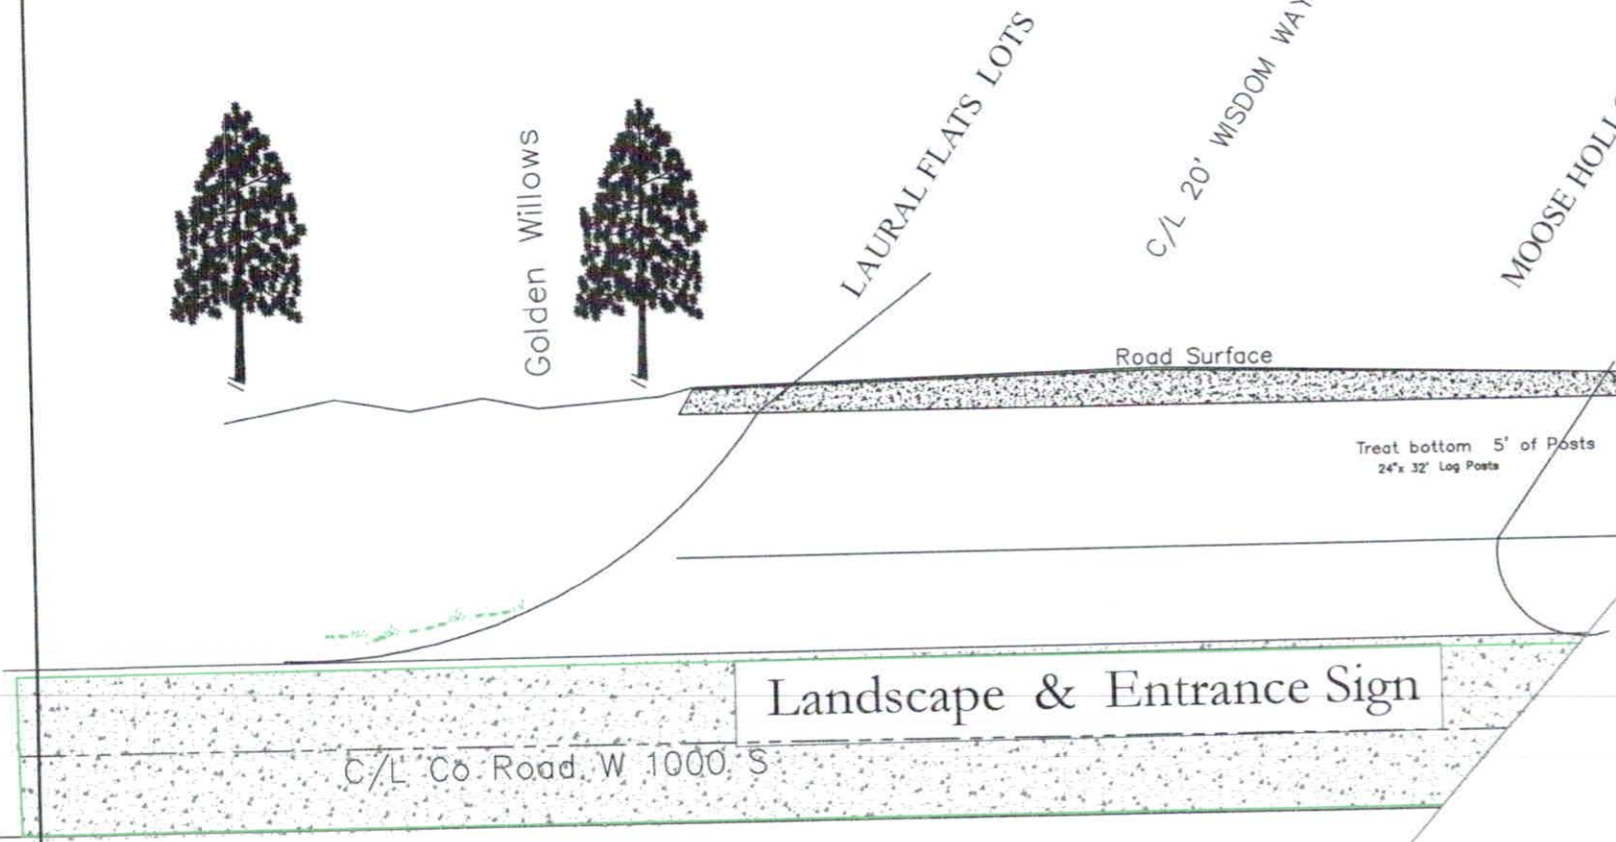 Golden Willows
LAURAL FLATS LOTS
C/L 20' WISDOM WAY
MOOSE
Road Surface
Treat bottom 5' of Posts
24"x 32' Log Posts
Landscape & Entrance Sign
C/L Co Road W 1000 S